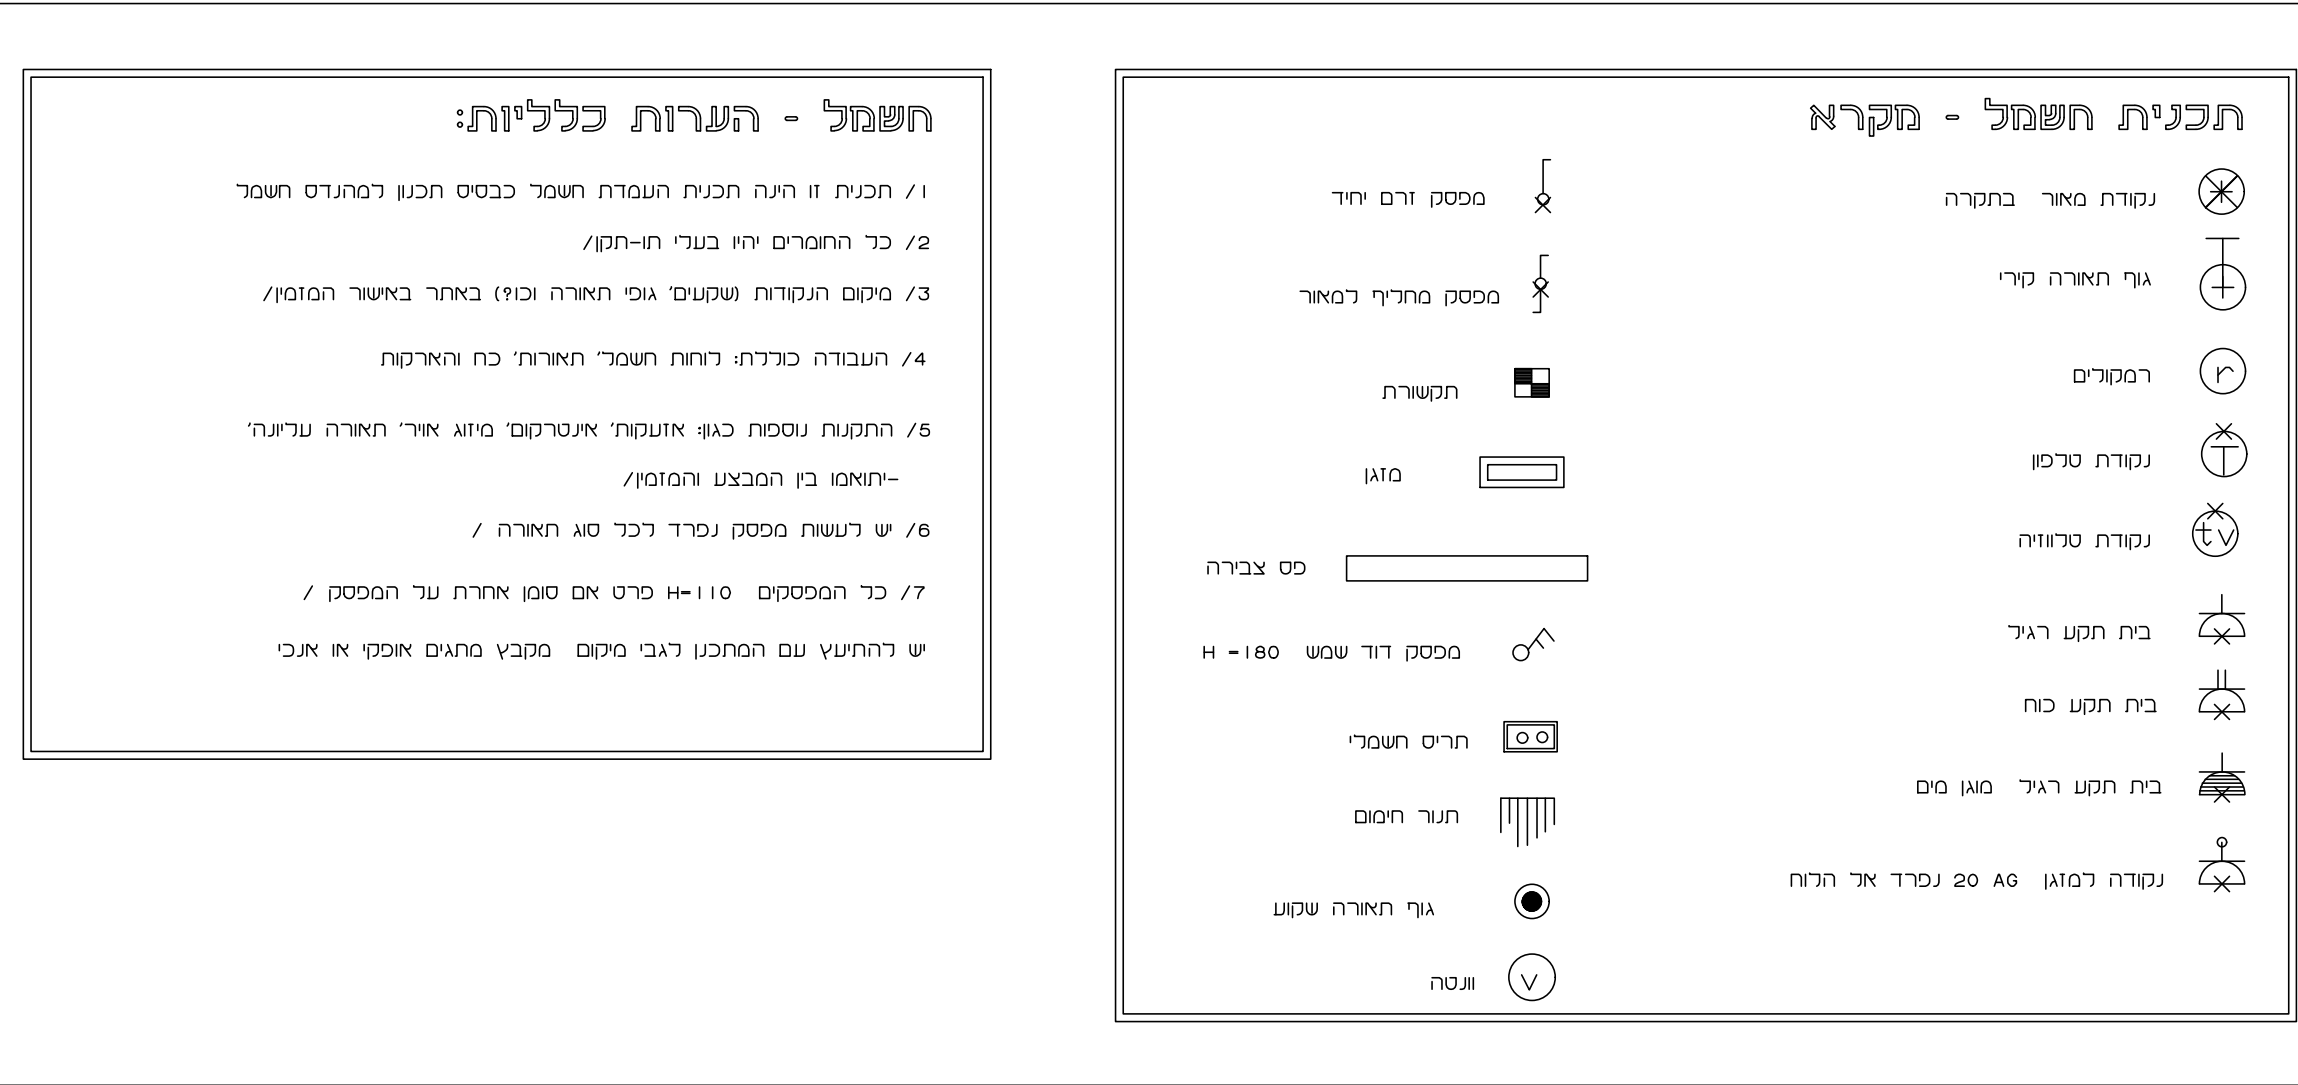 תכנית חשמל - מקרא
נקודת מאור בתקרה
גוף תאורה קירי
r
רמקולים
T
נקודת טלפון
tv
נקודת טלווזיה
בית תקע רגיל
בית תקע כוח
בית תקע רגיל מוגן מים
נקודה למזגן 20 AG נפרד אל הלוח
מפסק זרם יחיד
מפסק מחליף למאור
תקשורת
מזגן
פס צבירה
מפסק דוד שמש H -180
תריס חשמלי
תנור חימום
גוף תאורה שקוע
v
וונטה
חשמל - הערות כלליות:
1/ תכנית זו הינה תכנית העמדת חשמל כבסיס תכנון למהנדס חשמל
2/ כל החומרים יהיו בעלי תו-תקן/
3/ מיקום הנקודות (שקעים' גופי תאורה וכו?) באתר באישור המזמין/
4/ העבודה כוללת: לוחות חשמל' תאורות' כח והארקות
5/ התקנות נוספות כגון: אזעקות' אינטרקום' מיזוג אויר' תאורה עליונה'
-יתואמו בין המבצע והמזמין/
6/ יש לעשות מפסק נפרד לכל סוג תאורה /
7/ כל המפסקים H=110 פרט אם סומן אחרת על המפסק /
יש להתיעץ עם המתכנן לגבי מיקום מקבץ מתגים אופקי או אנכי